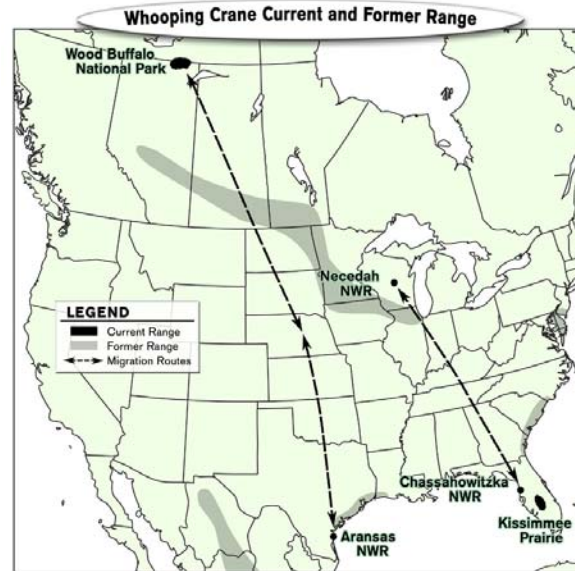 Whooping Crane Current and Former Range
Wood Buffalo
National Park
Necedah
NWR
LEGEND
Current Range
Former Range
Migration Routes
Chassahowitzka
NWR
Kissimmee
Prairie
Aransas
NWR